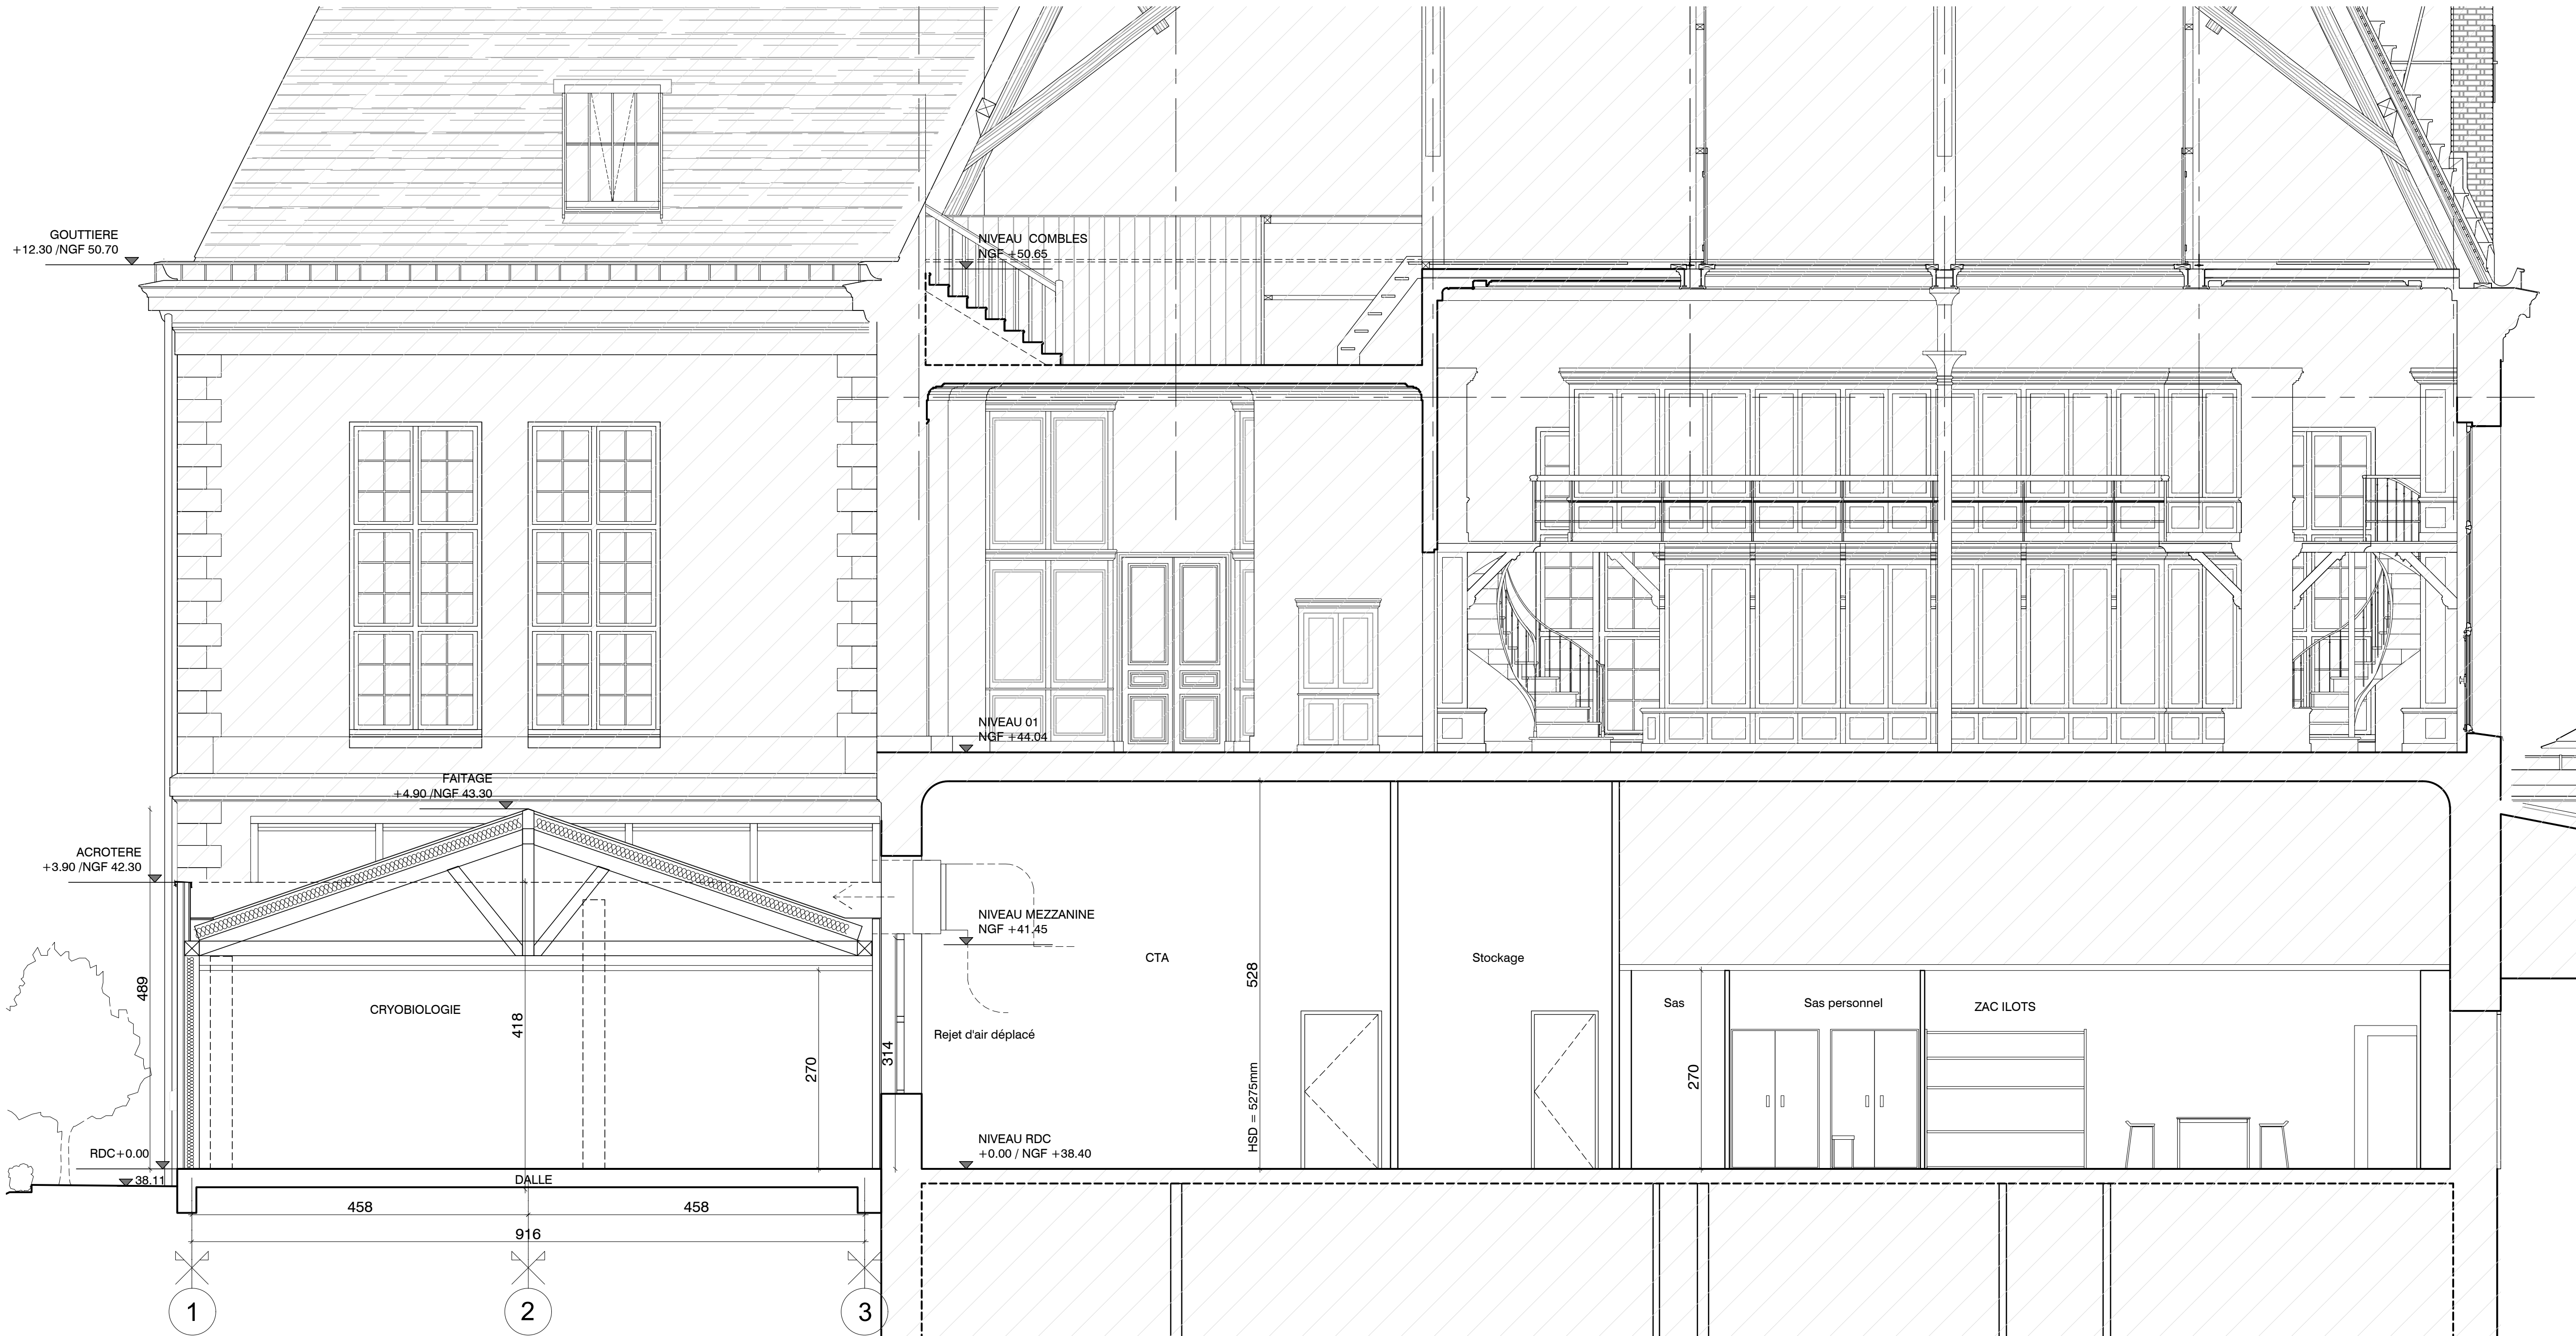 GOUTTIERE
+12.30 /NGF 50.70
NIVEAU COMBLES
NGF +50.65
NIVEAU 01
NGF +44.04
FAITAGE
+4.90 /NGF 43.30
ACROTERE
+3.90 /NGF 42.30
NIVEAU MEZZANINE
NGF +41.45
CTA
Stockage
Sas
Sas personnel
ZAC ILOTS
CRYOBIOLOGIE
Rejet d'air déplacé
489
418
270
314
528
HSD = 5275mm
270
NIVEAU RDC
+0.00 / NGF +38.40
RDC+0.00
38.11
DALLE
458
458
916
1
2
3